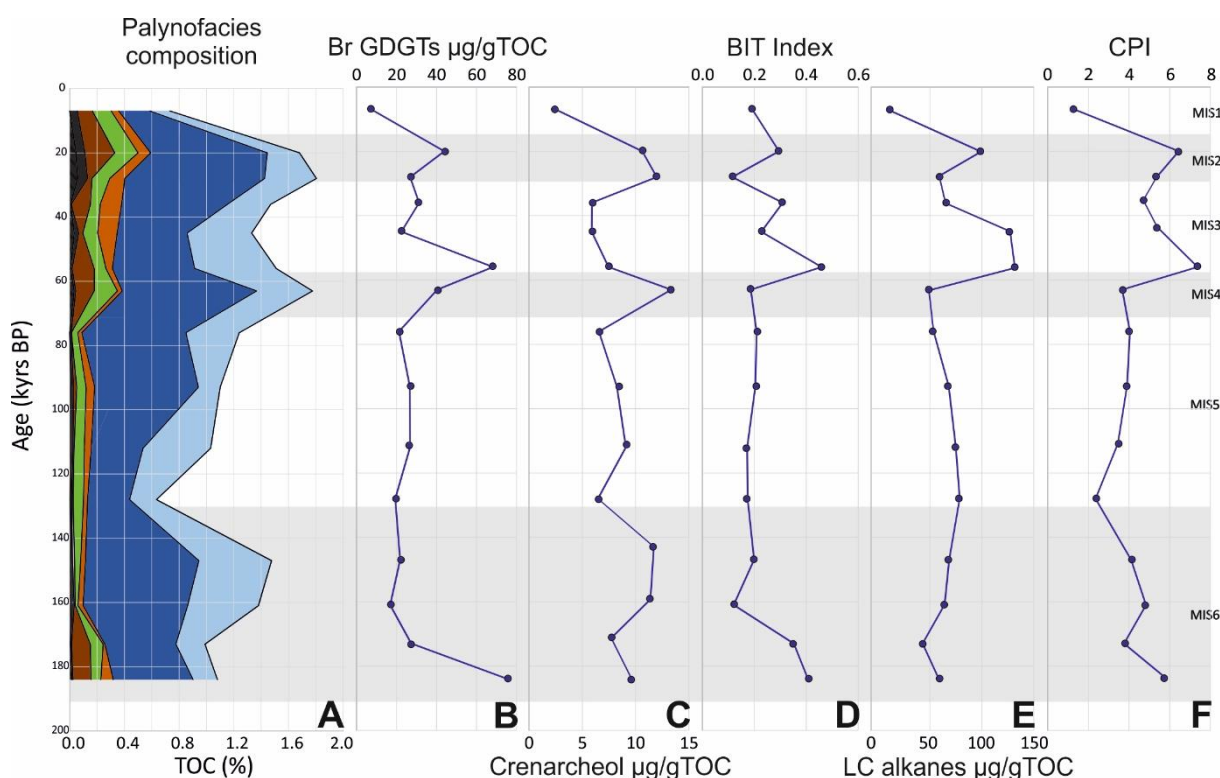 Palynofacies
composition
Br GDGTs µg/gTOC
BIT Index
CPI
0 20 40 60 80
0.0 0.2 0.4 0.6
0 2 4 6 8
0
20
40
60
80
100
120
140
160
180
200
Age (kyrs BP)
MIS1
MIS2
MIS3
MIS4
MIS5
MIS6
A
B
C
D
E
F
0.0 0.4 0.8 1.2 1.6 2.0
0 5 10 15
0 50 100 150
TOC (%)
Crenarcheol µg/gTOC
LC alkanes µg/gTOC